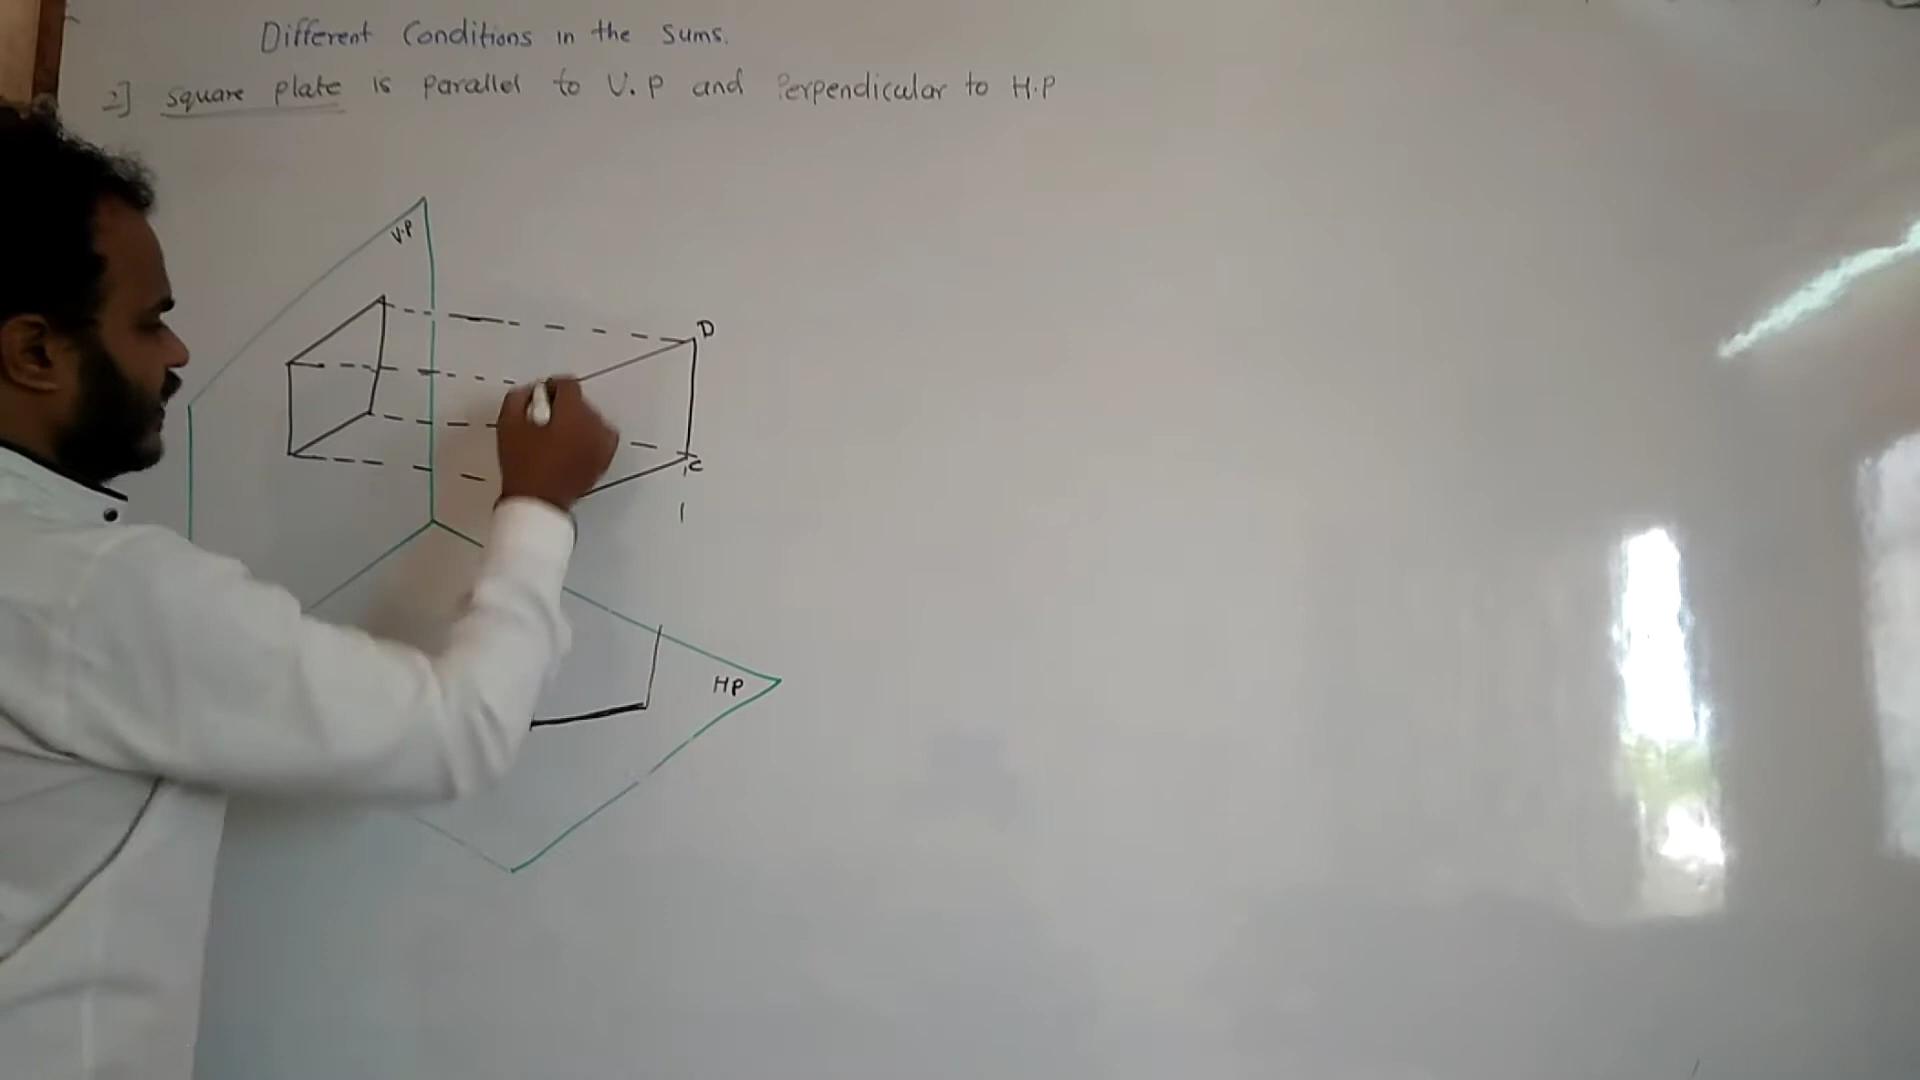 Different Conditions in the sums.
2] square plate is parallel to V.P and Perpendicular to H.P
V.P
D
C
HP